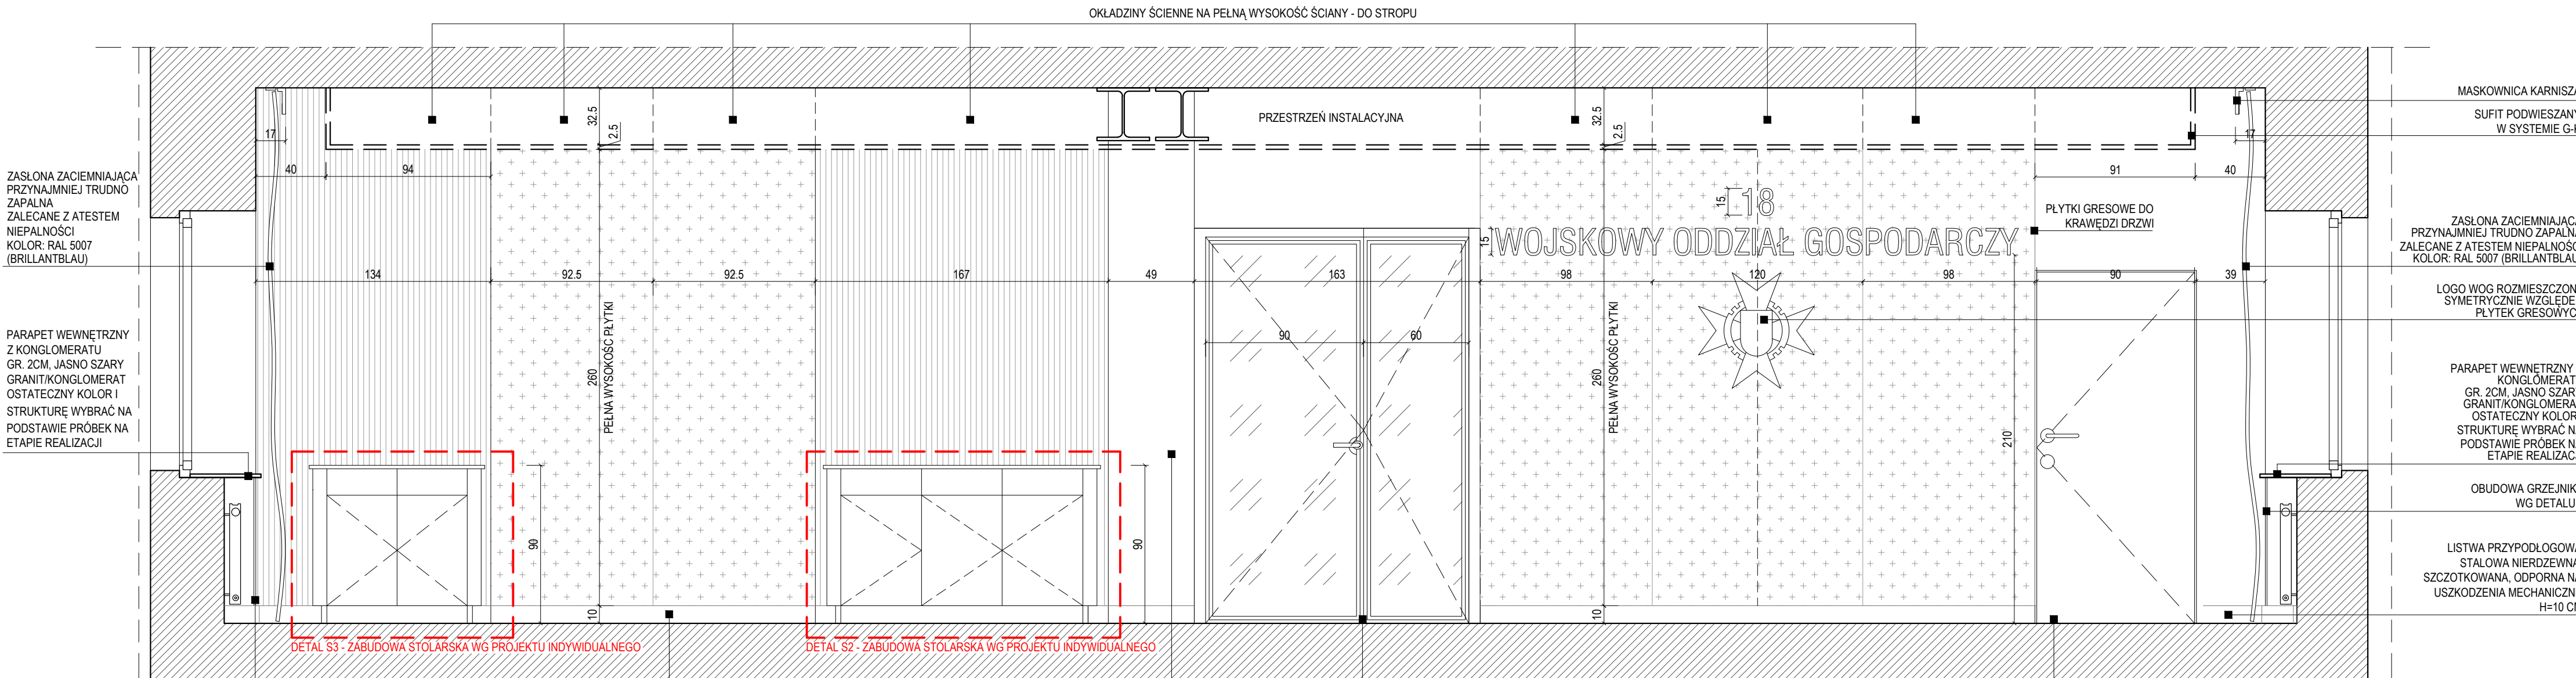 OKŁADZINY ŚCIENNE NA PEŁNĄ WYSOKOŚĆ ŚCIANY - DO STROPU
ZASŁONA ZACIEMNIAJĄCA
PRZYNAJMNIEJ TRUDNO
ZAPALNA
ZALECANE Z ATESTEM
NIEPALNOŚCI
KOLOR: RAL 5007
(BRILLANTBLAU)
PARAPET WEWNĘTRZNY
Z KONGLOMERATU
GR. 2CM, JASNO SZARY
GRANIT/KONGLOMERAT
OSTATECZNY KOLOR I
STRUKTURĘ WYBRAĆ NA
PODSTAWIE PRÓBEK NA
ETAPIE REALIZACJI
17
40
94
32.5
2.5
134
92.5
92.5
167
49
163
98
120
98
90
39
260
PEŁNA WYSOKOŚĆ PŁYTKI
10
90
90
DETAL S3 - ZABUDOWA STOLARSKA WG PROJEKTU INDYWIDUALNEGO
DETAL S2 - ZABUDOWA STOLARSKA WG PROJEKTU INDYWIDUALNEGO
PRZESTRZEŃ INSTALACYJNA
90
60
32.5
2.5
15
18
15
WOJSKOWY ODDZIAŁ GOSPODARCZY
260
PEŁNA WYSOKOŚĆ PŁYTKI
10
210
91
40
17
PŁYTKI GRESOWE DO
KRAWĘDZI DRZWI
MASKOWNICA KARNISZA
SUFIT PODWIESZANY
W SYSTEMIE G-K
ZASŁONA ZACIEMNIAJĄCA
PRZYNAJMNIEJ TRUDNO ZAPALNA
ZALECANE Z ATESTEM NIEPALNOŚC
KOLOR: RAL 5007 (BRILLANTBLAU
LOGO WOG ROZMIESZCZON
SYMETRYCZNIE WZGLĘDE
PŁYTEK GRESOWYC
PARAPET WEWNĘTRZNY
KONGLOMERAT
GR. 2CM, JASNO SZAR
GRANIT/KONGLOMERA
OSTATECZNY KOLOR
STRUKTURĘ WYBRAĆ NA
PODSTAWIE PRÓBEK NA
ETAPIE REALIZAC
OBUDOWA GRZEJNIK
WG DETALU
LISTWA PRZYPODŁOGOWA
STALOWA NIERDZEWNA
SZCZOTKOWANA, ODPORNA NA
USZKODZENIA MECHANICZN
H=10 C